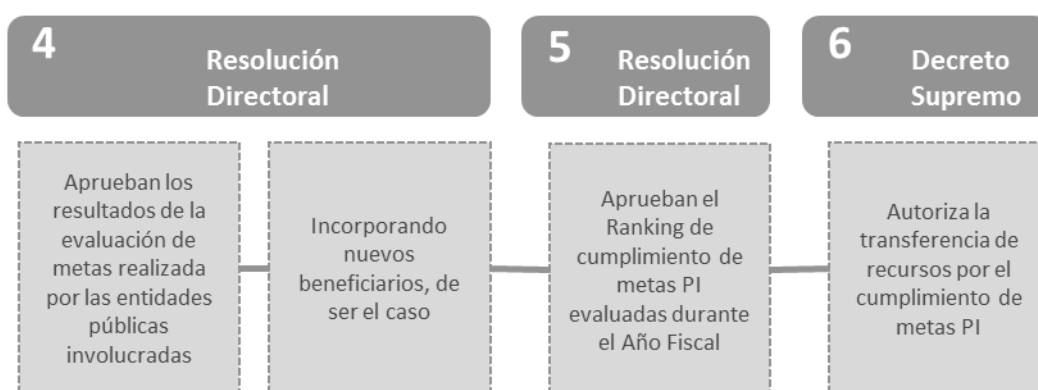 4
Resolución
Directoral
5
Resolución
Directoral
6
Decreto
Supremo
Aprueban los
resultados de la
evaluación de
metas realizada
por las entidades
públicas
involucradas
Incorporando
nuevos
beneficiarios, de
ser el caso
Aprueban el
Ranking de
cumplimiento de
metas PI
evaluadas durante
el Año Fiscal
Autoriza la
transferencia de
recursos por el
cumplimiento de
metas PI